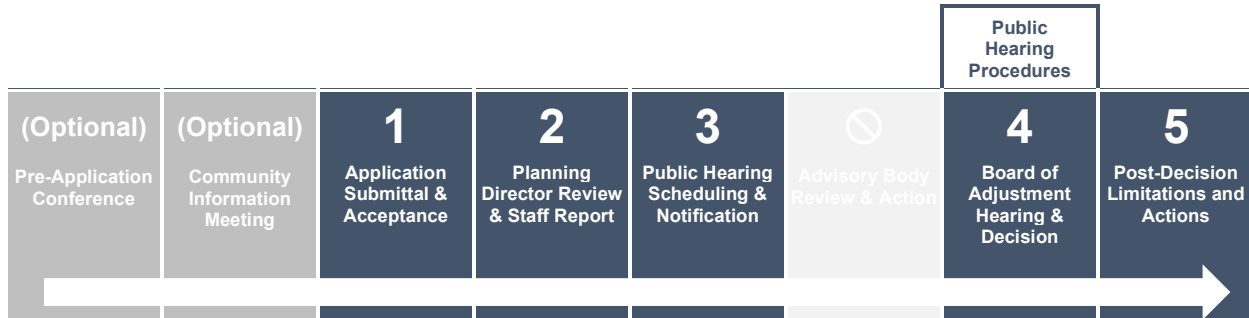 Public
Hearing
Procedures
(Optional)
Pre-Application
Conference
(Optional)
Community
Information
Meeting
1
Application
Submittal &
Acceptance
2
Planning
Director Review
& Staff Report
3
Public Hearing
Scheduling &
Notification
Advisory Body
Review & Action
4
Board of
Adjustment
Hearing &
Decision
5
Post-Decision
Limitations and
Actions